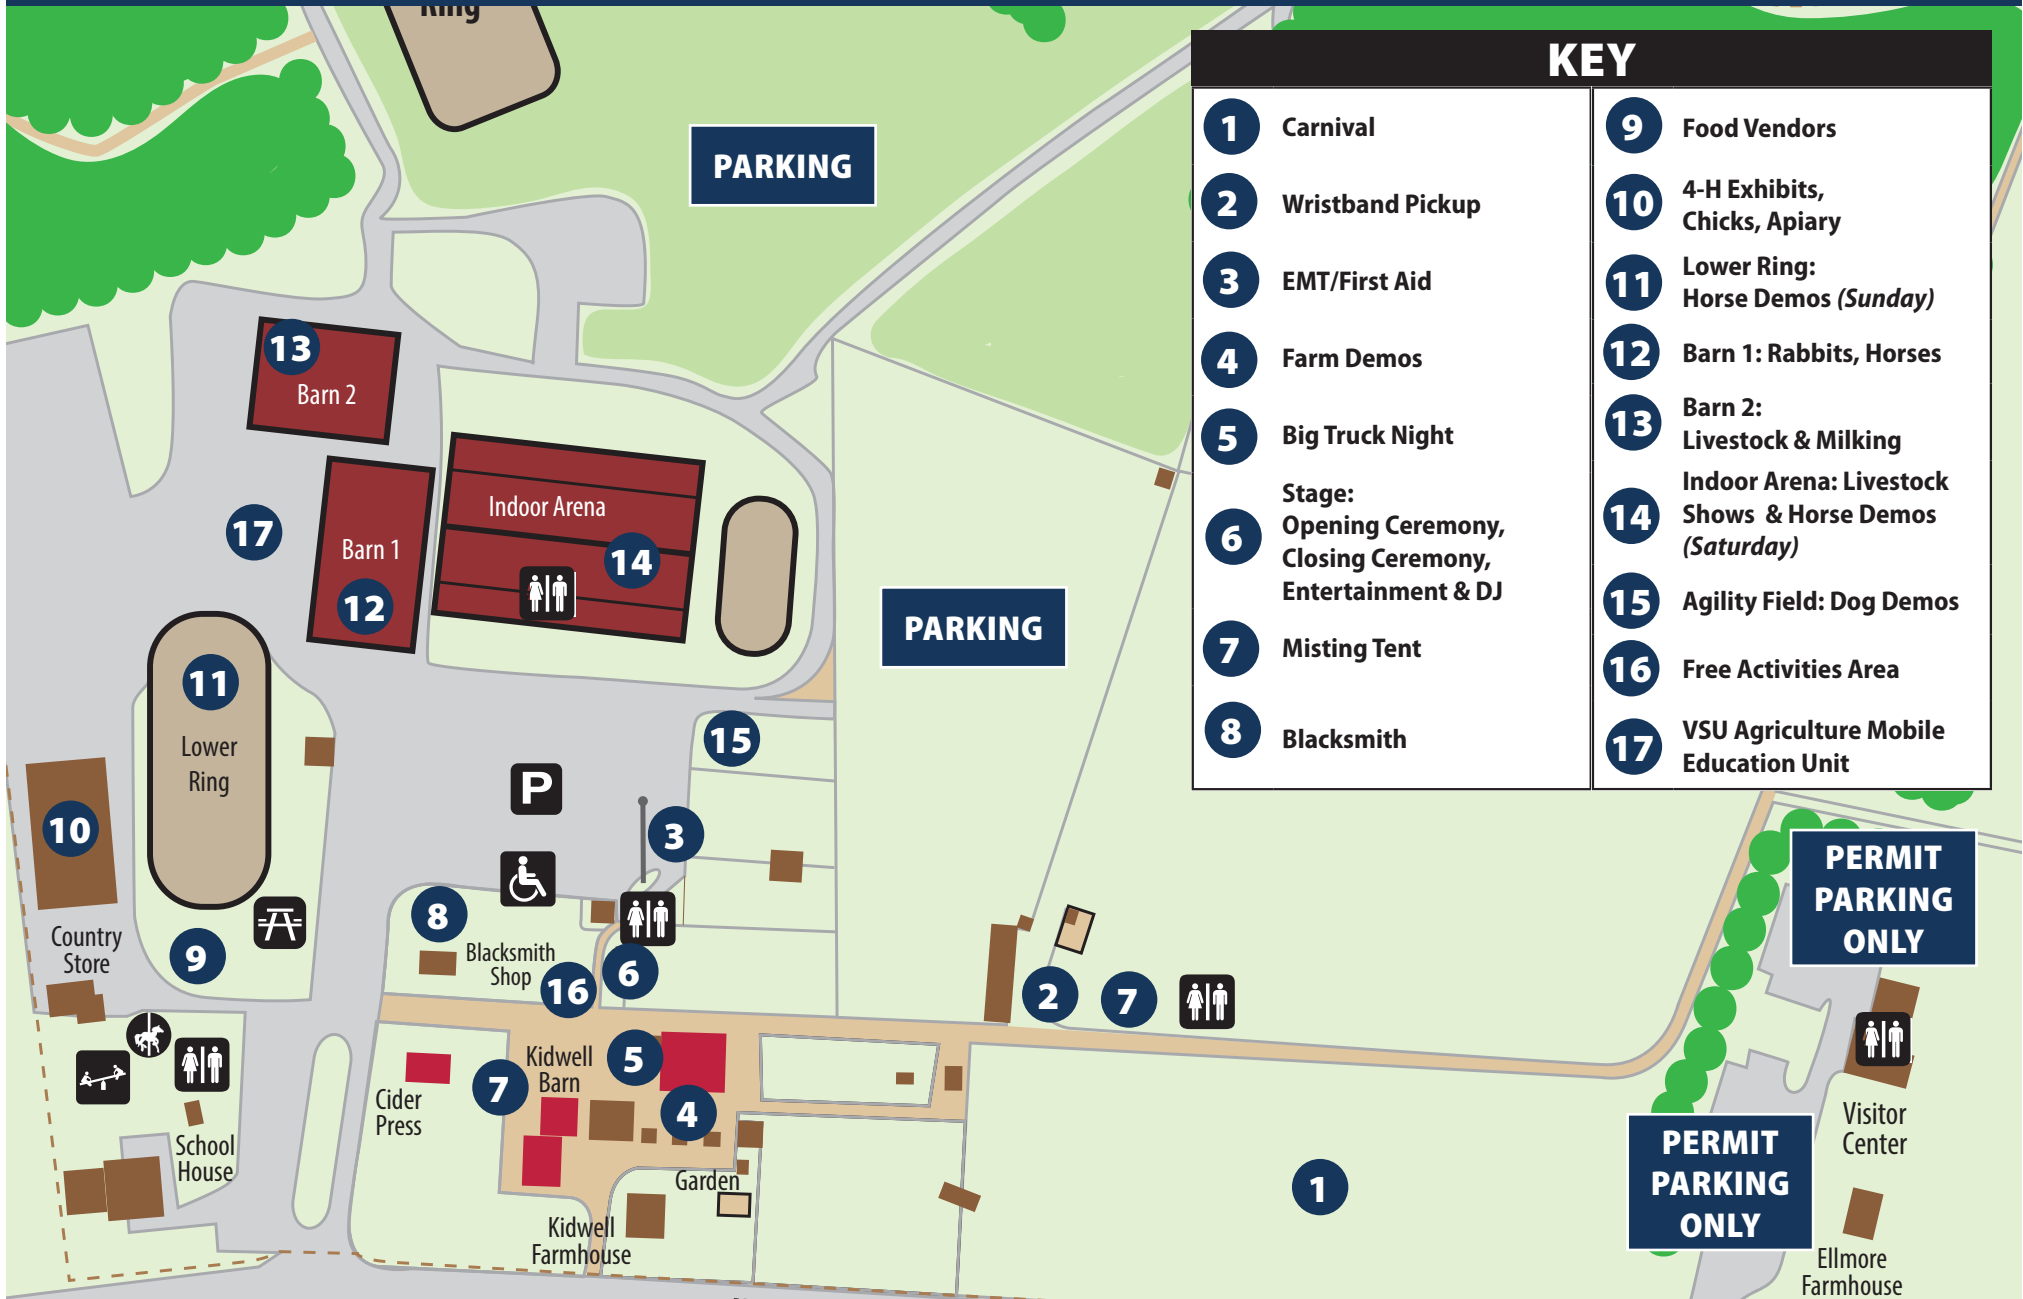 Ring
PARKING
KEY
1 Carnival
2 Wristband Pickup
3 EMT/First Aid
4 Farm Demos
5 Big Truck Night
6 Stage:
Opening Ceremony,
Closing Ceremony,
Entertainment & DJ
7 Misting Tent
8 Blacksmith
9 Food Vendors
10 4-H Exhibits,
Chicks, Apiary
11 Lower Ring:
Horse Demos (Sunday)
12 Barn 1: Rabbits, Horses
13 Barn 2:
Livestock & Milking
14 Indoor Arena: Livestock
Shows & Horse Demos
(Saturday)
15 Agility Field: Dog Demos
16 Free Activities Area
17 VSU Agriculture Mobile
Education Unit
13
Barn 2
Indoor Arena
14
17
Barn 1
12
PARKING
11
Lower
Ring
15
P
10
3
8
Blacksmith
Shop
16
6
Country
Store
9
2
7
PERMIT
PARKING
ONLY
5
Kidwell
Barn
7
Cider
Press
4
School
House
Garden
Kidwell
Farmhouse
1
Visitor
Center
PERMIT
PARKING
ONLY
Ellmore
Farmhouse